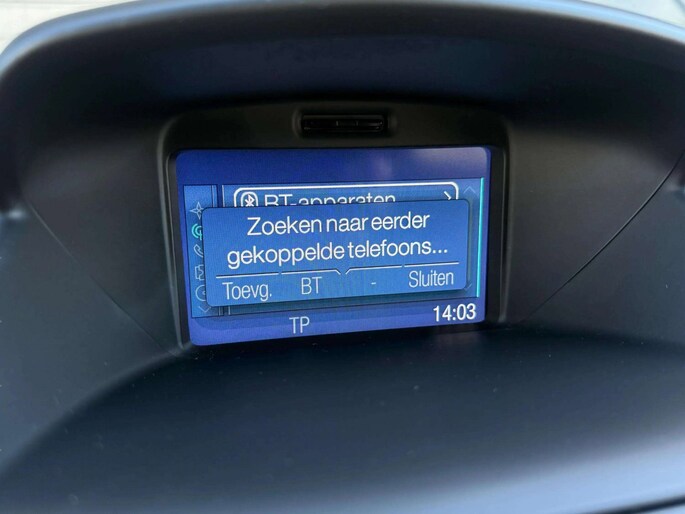 BT-apparaten
Zoeken naar eerder
gekoppelde telefoons...
Toevg. BT - Sluiten
TP 14:03